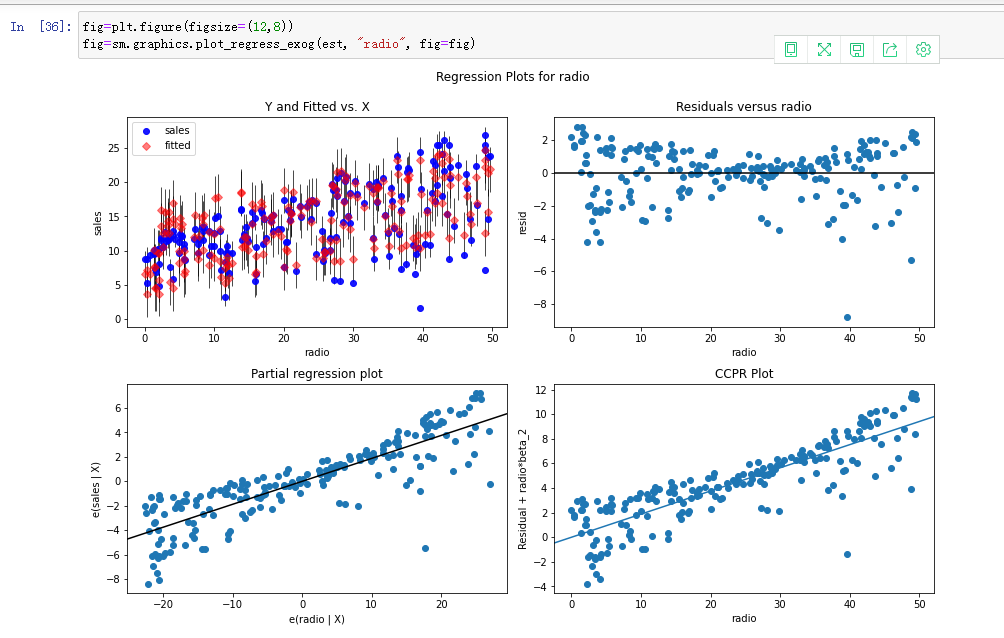 In [36]: fig=plt.figure(figsize=(12,8))
fig=sm.graphics.plot_regress_exog(est, "radio", fig=fig)
Regression Plots for radio
Y and Fitted vs. X
sales
fitted
25
20
15
10
5
0
sales
0 10 20 30 40 50
radio
Residuals versus radio
2
0
−2
−4
−6
−8
resid
0 10 20 30 40 50
radio
Partial regression plot
6
4
2
0
−2
−4
−6
−8
e(sales | X)
−20 −10 0 10 20
e(radio | X)
CCPR Plot
12
10
8
6
4
2
0
−2
−4
Residual + radio*beta_2
0 10 20 30 40 50
radio